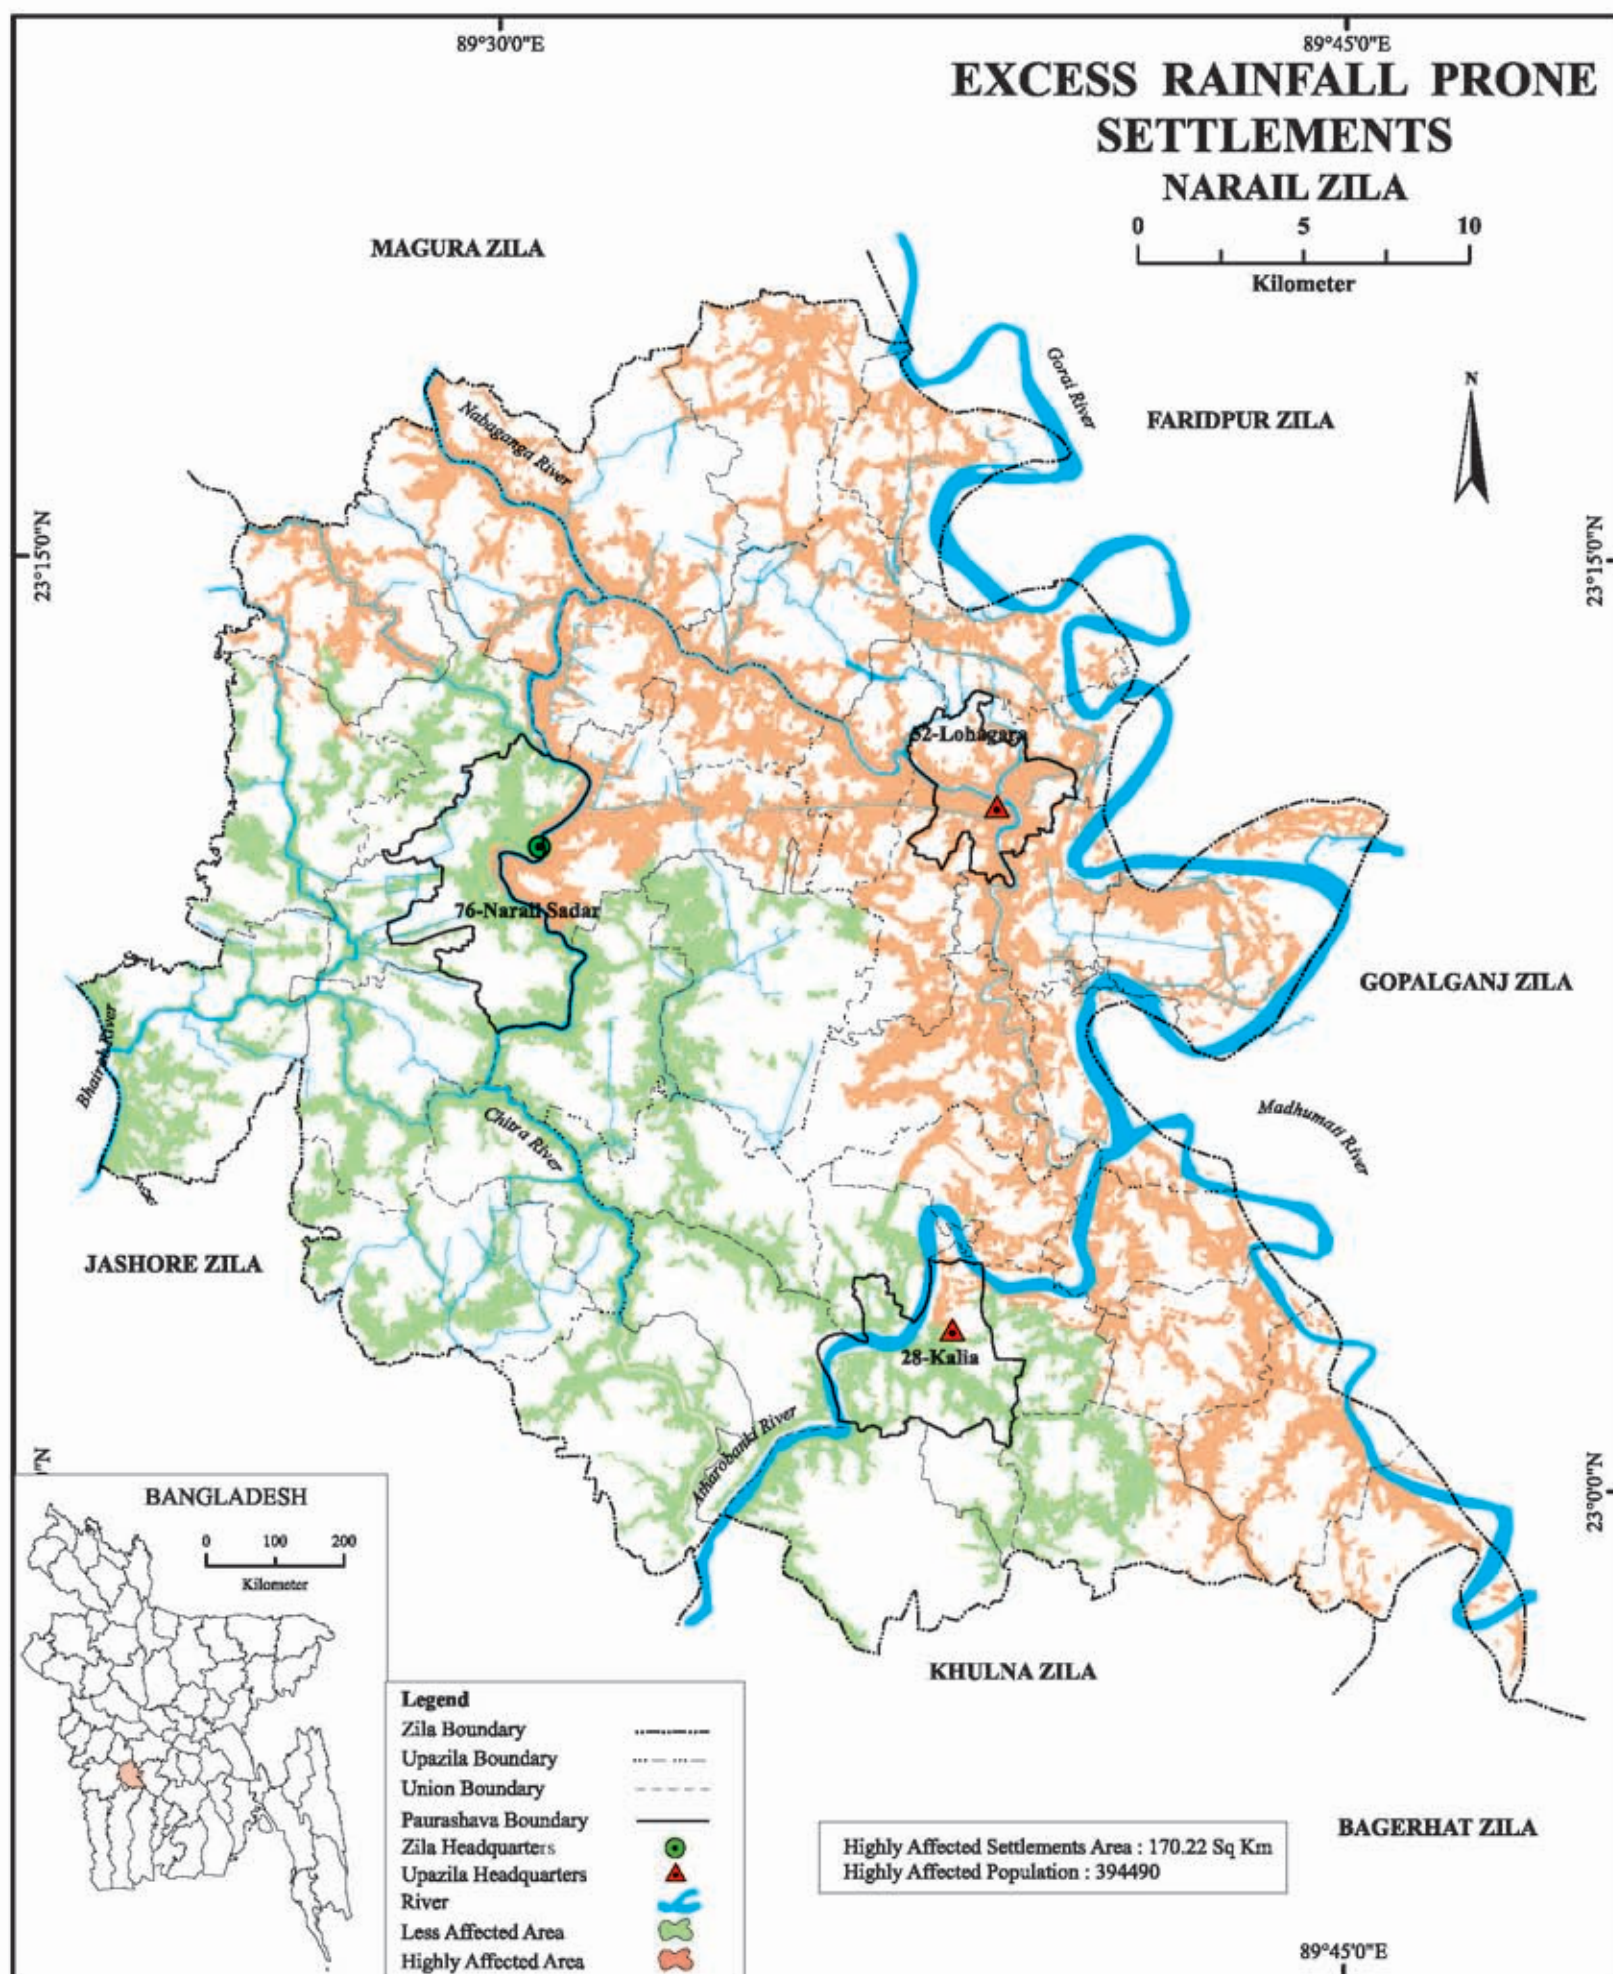 89°30'0"E
89°45'0"E
EXCESS RAINFALL PRONE
SETTLEMENTS
NARAIL ZILA
0 5 10
Kilometer
MAGURA ZILA
Gorai River
N
FARIDPUR ZILA
Nabaganga River
23°15'0"N
23°15'0"N
52-Lohagara
76-Narail Sadar
GOPALGANJ ZILA
Bhairab River
Chitra River
Madhumati River
JASHORE ZILA
28-Kalia
Atharobanki River
0"N
23°0'0"N
BANGLADESH
0 100 200
Kilometer
KHULNA ZILA
Legend
Zila Boundary
Upazila Boundary
Union Boundary
Paurashava Boundary
Zila Headquarters
Upazila Headquarters
River
Less Affected Area
Highly Affected Area
BAGERHAT ZILA
Highly Affected Settlements Area : 170.22 Sq Km
Highly Affected Population : 394490
89°45'0"E